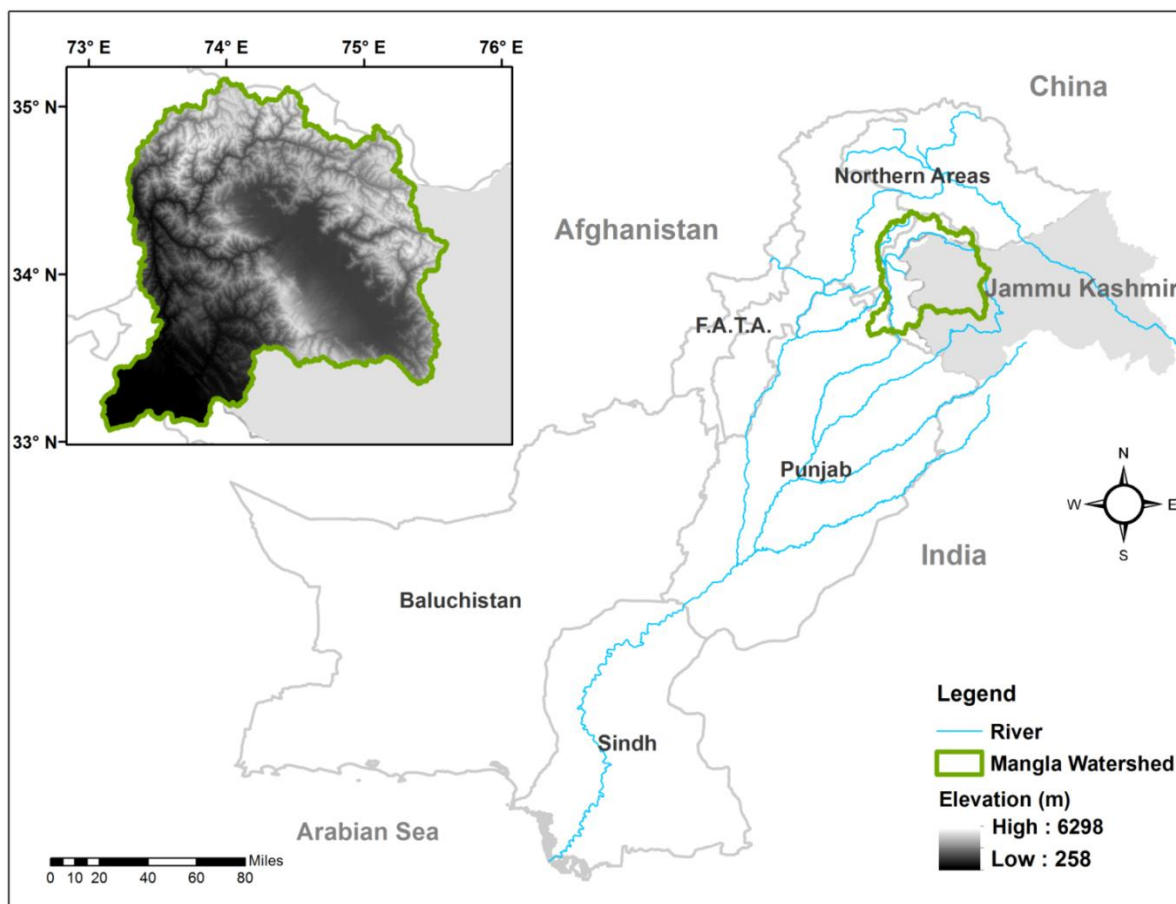 73° E 74° E 75° E 76° E
35° N
34° N
33° N
China
Northern Areas
Afghanistan
Jammu Kashmir
F.A.T.A.
Punjab
N
W E
S
India
Baluchistan
Sindh
Arabian Sea
Legend
River
Mangla Watershed
Elevation (m)
High : 6298
Low : 258
Miles
0 10 20 40 60 80